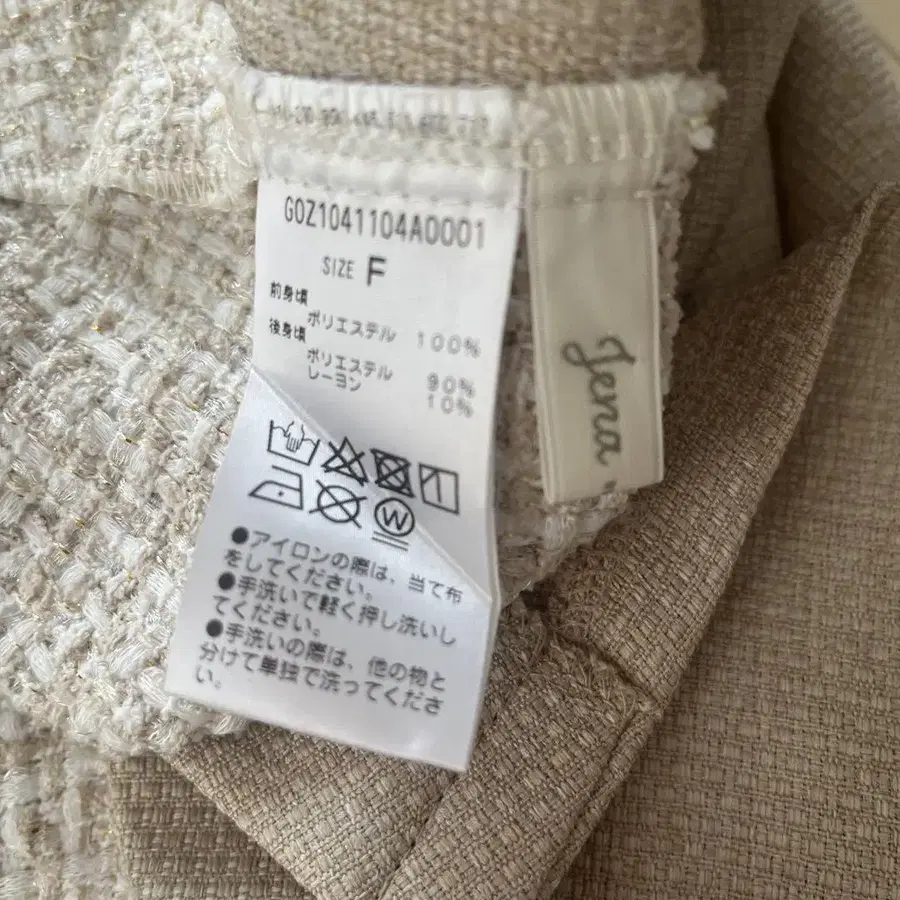 G0Z1041104A0001
SIZE F
前身頃
ポリエステル 100%
後身頃
ポリエステル 90%
レーヨン 10%
W
●アイロンの際は、当て布
をしてください。
●手洗いで軽く押し洗いし
てください。
●手洗いの際は、他の物と
分けて単独で洗ってくださ
い。
Jena